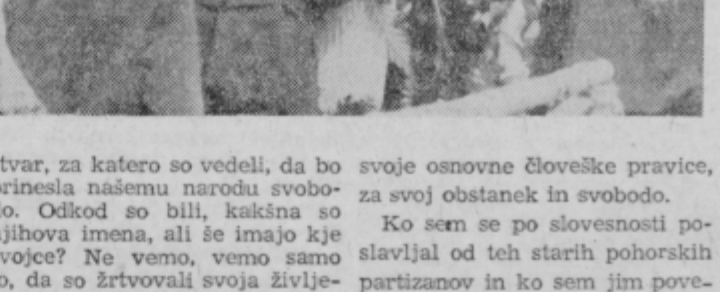 tvar, za katero so vedeli, da bo
prinesla našemu narodu svobo-
do. Odkod so bili, kakšna so
njihova imena, ali še imajo kje
svojce? Ne vemo, vemo samo
to, da so žrtvovali svoja življe-
svoje osnovne človeške pravice,
za svoj obstanek in svobodo.
Ko sem se po slovesnosti po-
slavljal od teh starih pohorskih
partizanov in ko sem jim pove-